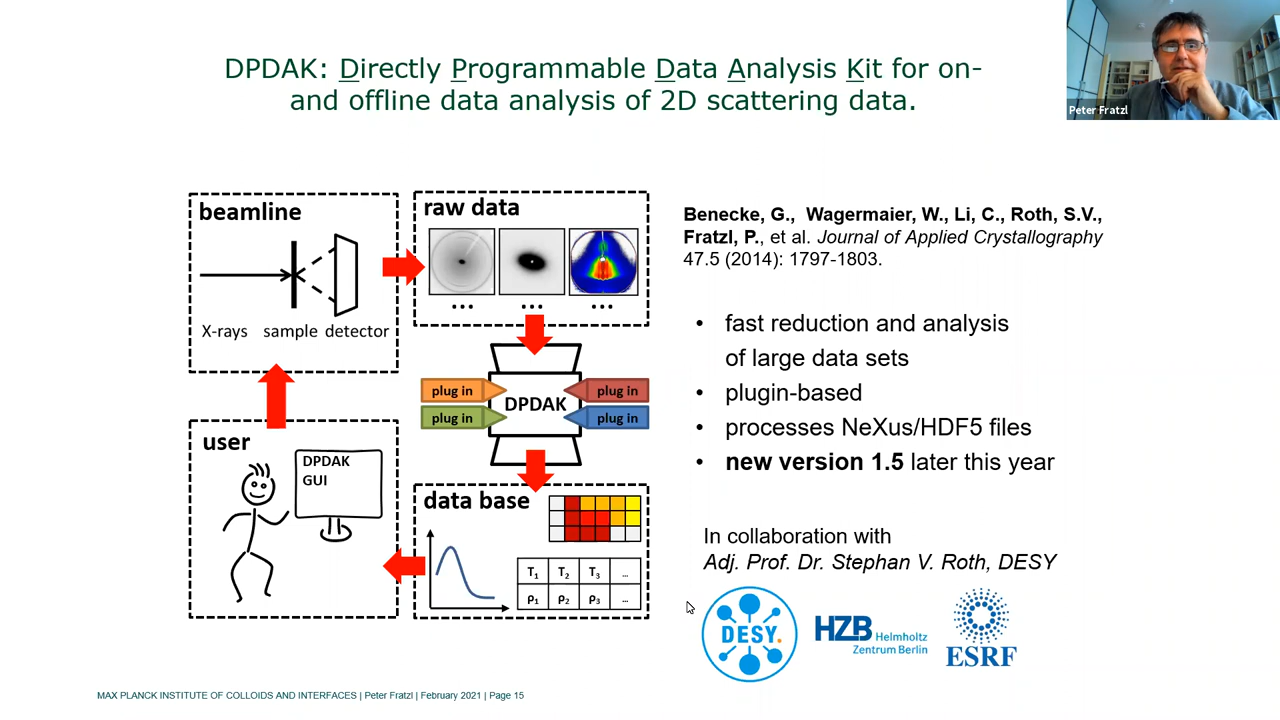 DPDAK: Directly Programmable Data Analysis Kit for on-
and offline data analysis of 2D scattering data.
Peter Fratzl
beamline
X-rays sample detector
raw data
... ... ...
plug in
plug in
DPDAK
plug in
plug in
user
DPDAK
GUI
data base
T1 T2 T3 ...
ρ1 ρ2 ρ3 ...
Benecke, G., Wagermaier, W., Li, C., Roth, S.V.,
Fratzl, P., et al. Journal of Applied Crystallography
47.5 (2014): 1797-1803.
• fast reduction and analysis
of large data sets
• plugin-based
• processes NeXus/HDF5 files
• new version 1.5 later this year
In collaboration with
Adj. Prof. Dr. Stephan V. Roth, DESY
DESY.
HZB Helmholtz
Zentrum Berlin
ESRF
MAX PLANCK INSTITUTE OF COLLOIDS AND INTERFACES | Peter Fratzl | February 2021 | Page 15